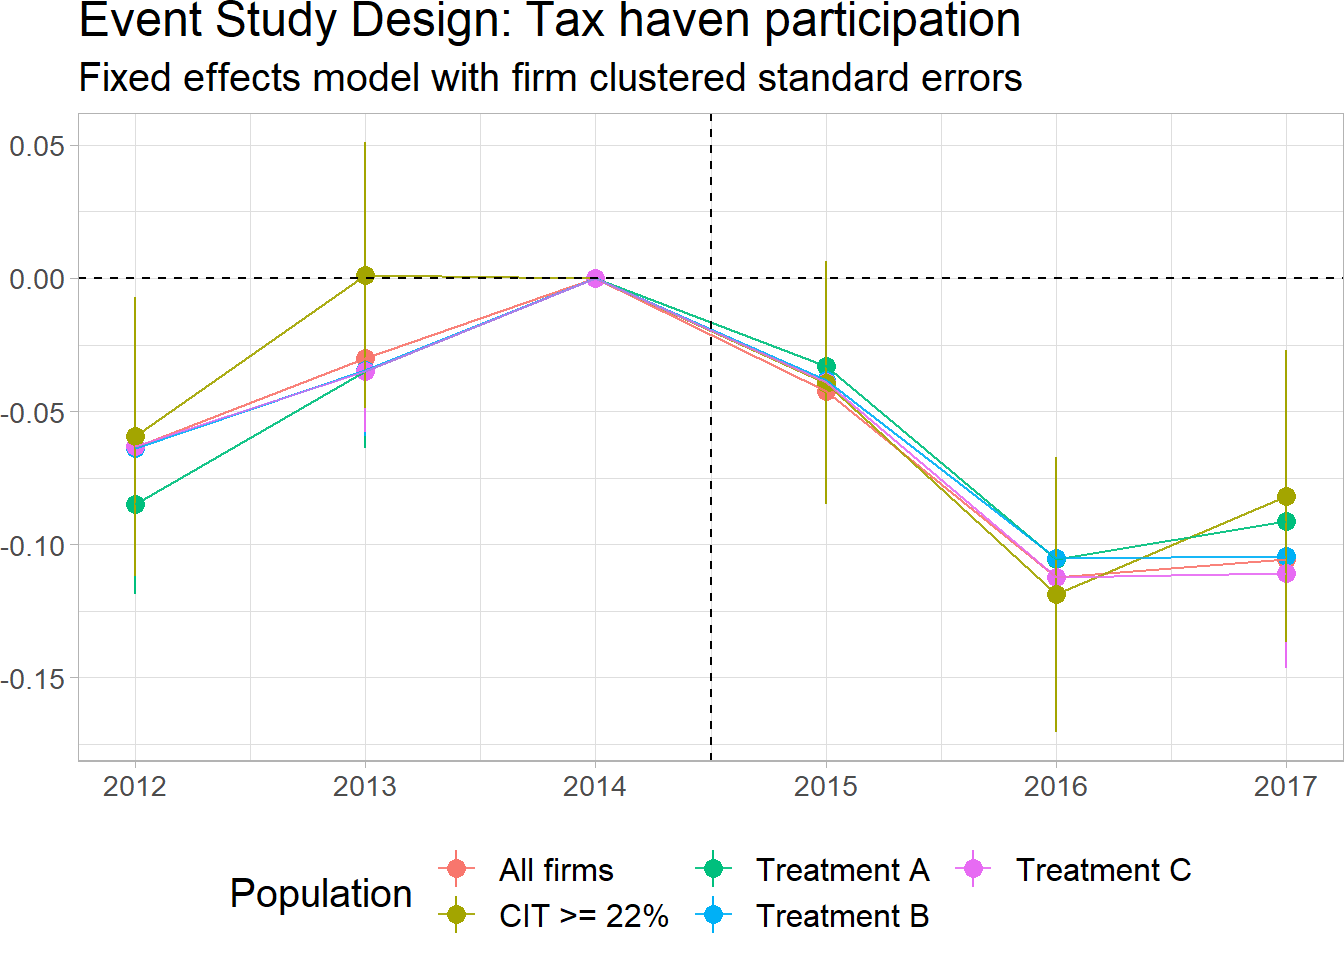 Event Study Design: Tax haven participation
Fixed effects model with firm clustered standard errors
0.05
0.00
-0.05
-0.10
-0.15
2012 2013 2014 2015 2016 2017
Population
All firms Treatment A Treatment C
CIT >= 22% Treatment B